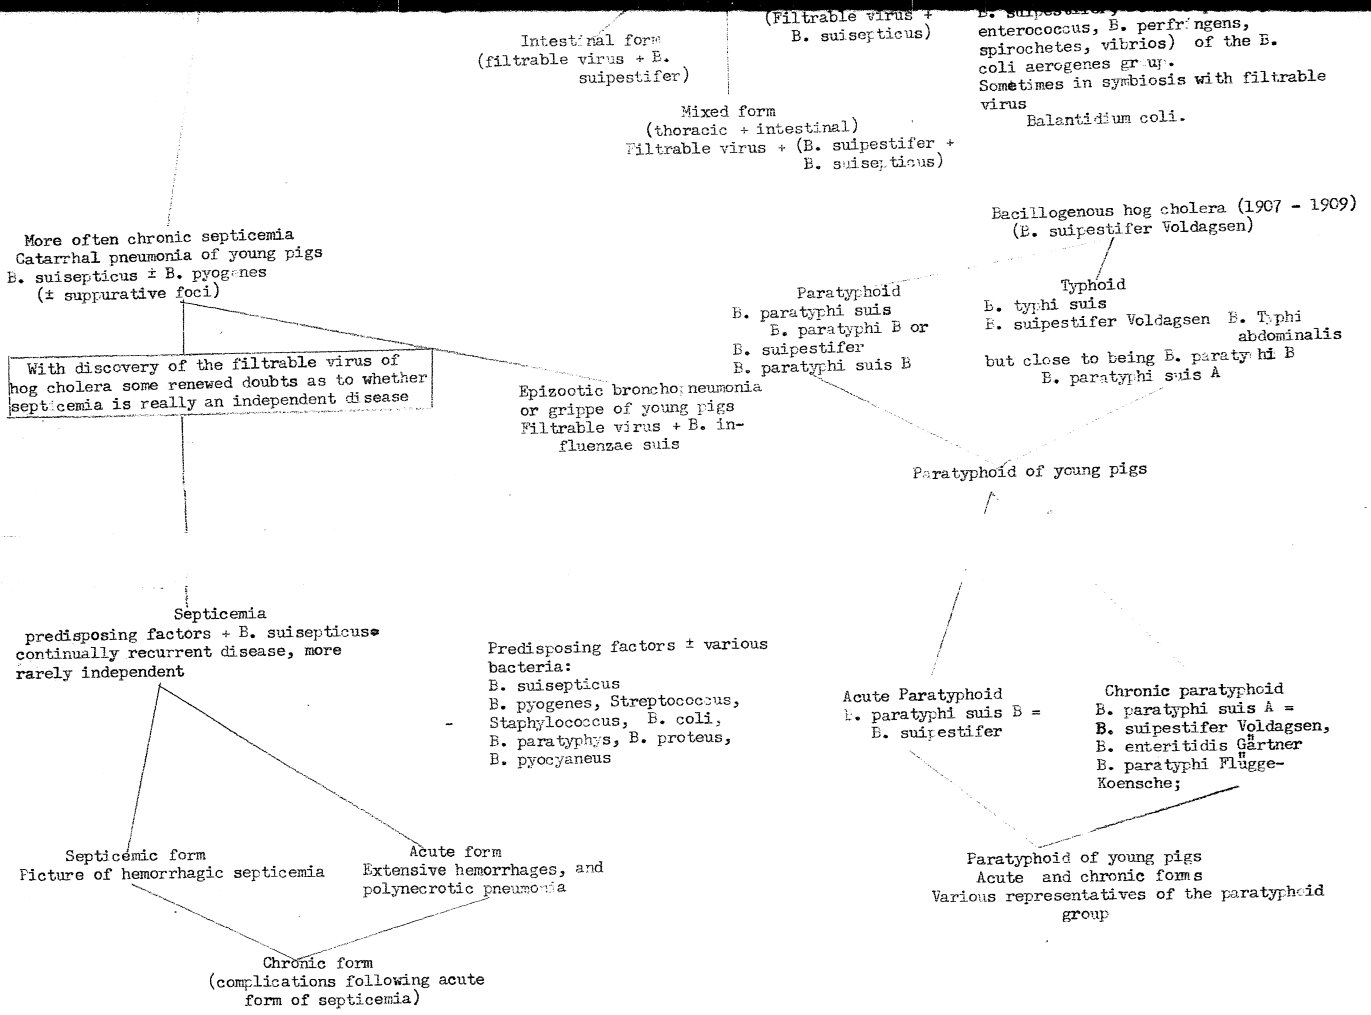 Intestinal form
(filtrable virus + B.
suipestifer)
(Filtrable virus +
B. suisepticus)
enterococcus, B. perfringens,
spirochetes, vibrios) of the B.
coli aerogenes group.
Sometimes in symbiosis with filtrable
virus
Balantidium coli.
Mixed form
(thoracic + intestinal)
Filtrable virus + (B. suipestifer +
B. suisepticus)
More often chronic septicemia
Catarrhal pneumonia of young pigs
B. suisepticus ± B. pyogenes
(± suppurative foci)
Bacillogenous hog cholera (1907 - 1909)
(B. suipestifer Voldagsen)
Paratyphoid
B. paratyphi suis
B. paratyphi B or
B. suipestifer
B. paratyphi suis B
Typhoid
B. typhi suis
B. suipestifer Voldagsen B. Typhi
abdominalis
but close to being B. paratyphi B
B. paratyphi suis A
With discovery of the filtrable virus of
hog cholera some renewed doubts as to whether
septicemia is really an independent disease
Epizootic bronchopneumonia
or grippe of young pigs
Filtrable virus + B. in-
fluenzae suis
Paratyphoid of young pigs
Septicemia
predisposing factors + B. suisepticus
continually recurrent disease, more
rarely independent
Predisposing factors ± various
bacteria:
B. suisepticus
B. pyogenes, Streptococcus,
- Staphylococcus, B. coli,
B. paratyphys, B. proteus,
B. pyocyaneus
Acute Paratyphoid
B. paratyphi suis B =
B. suipestifer
Chronic paratyphoid
B. paratyphi suis A =
B. suipestifer Voldagsen,
B. enteritidis Gärtner
B. paratyphi Flügge-
Koensche;
Septicemic form
Picture of hemorrhagic septicemia
Acute form
Extensive hemorrhages, and
polynecrotic pneumonia
Paratyphoid of young pigs
Acute and chronic forms
Various representatives of the paratyphoid
group
Chronic form
(complications following acute
form of septicemia)